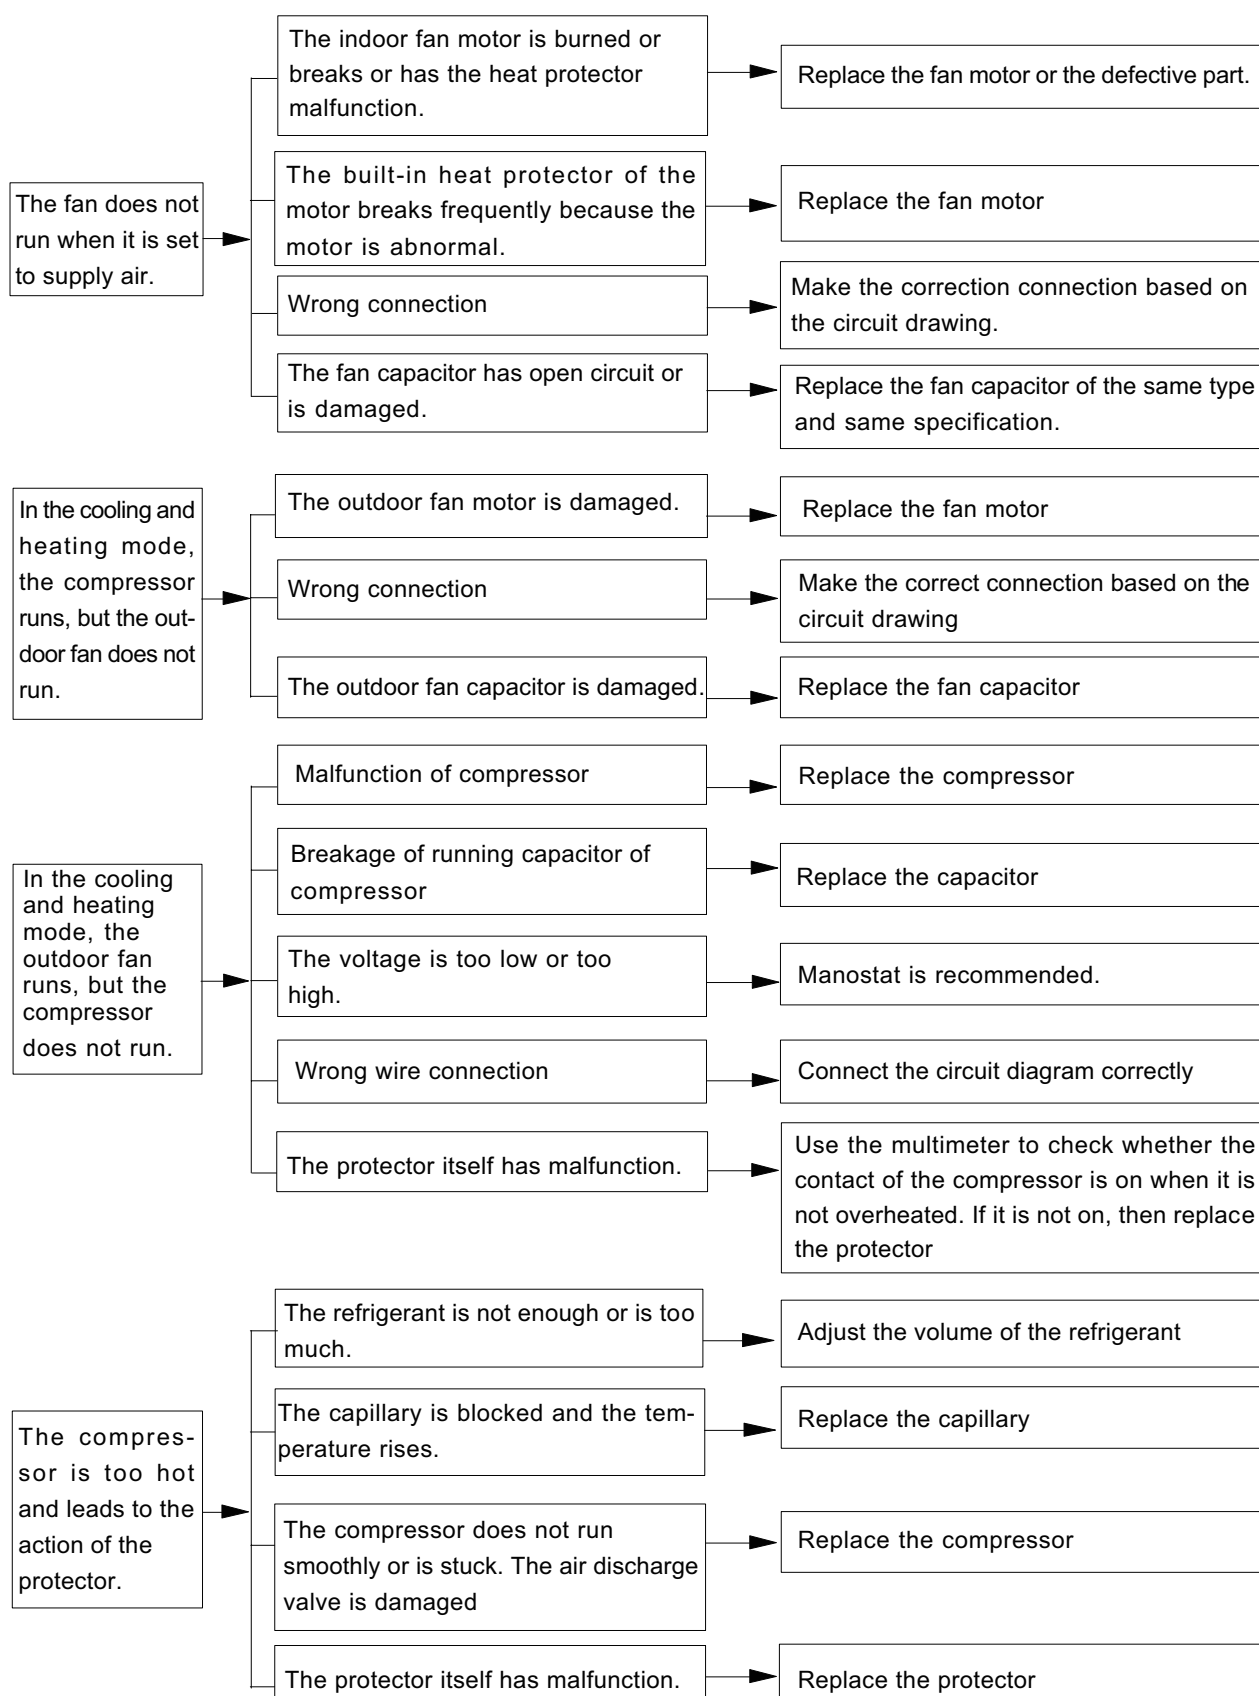 The fan does not
run when it is set
to supply air.
The indoor fan motor is burned or
breaks or has the heat protector
malfunction.
Replace the fan motor or the defective part.
The built-in heat protector of the
motor breaks frequently because the
motor is abnormal.
Replace the fan motor
Wrong connection
Make the correction connection based on
the circuit drawing.
The fan capacitor has open circuit or
is damaged.
Replace the fan capacitor of the same type
and same specification.
In the cooling and
heating mode,
the compressor
runs, but the out-
door fan does not
run.
The outdoor fan motor is damaged.
Replace the fan motor
Wrong connection
Make the correct connection based on the
circuit drawing
The outdoor fan capacitor is damaged.
Replace the fan capacitor
In the cooling
and heating
mode, the
outdoor fan
runs, but the
compressor
does not run.
Malfunction of compressor
Replace the compressor
Breakage of running capacitor of
compressor
Replace the capacitor
The voltage is too low or too
high.
Manostat is recommended.
Wrong wire connection
Connect the circuit diagram correctly
The protector itself has malfunction.
Use the multimeter to check whether the
contact of the compressor is on when it is
not overheated. If it is not on, then replace
the protector
The compres-
sor is too hot
and leads to the
action of the
protector.
The refrigerant is not enough or is too
much.
Adjust the volume of the refrigerant
The capillary is blocked and the tem-
perature rises.
Replace the capillary
The compressor does not run
smoothly or is stuck. The air discharge
valve is damaged
Replace the compressor
The protector itself has malfunction.
Replace the protector